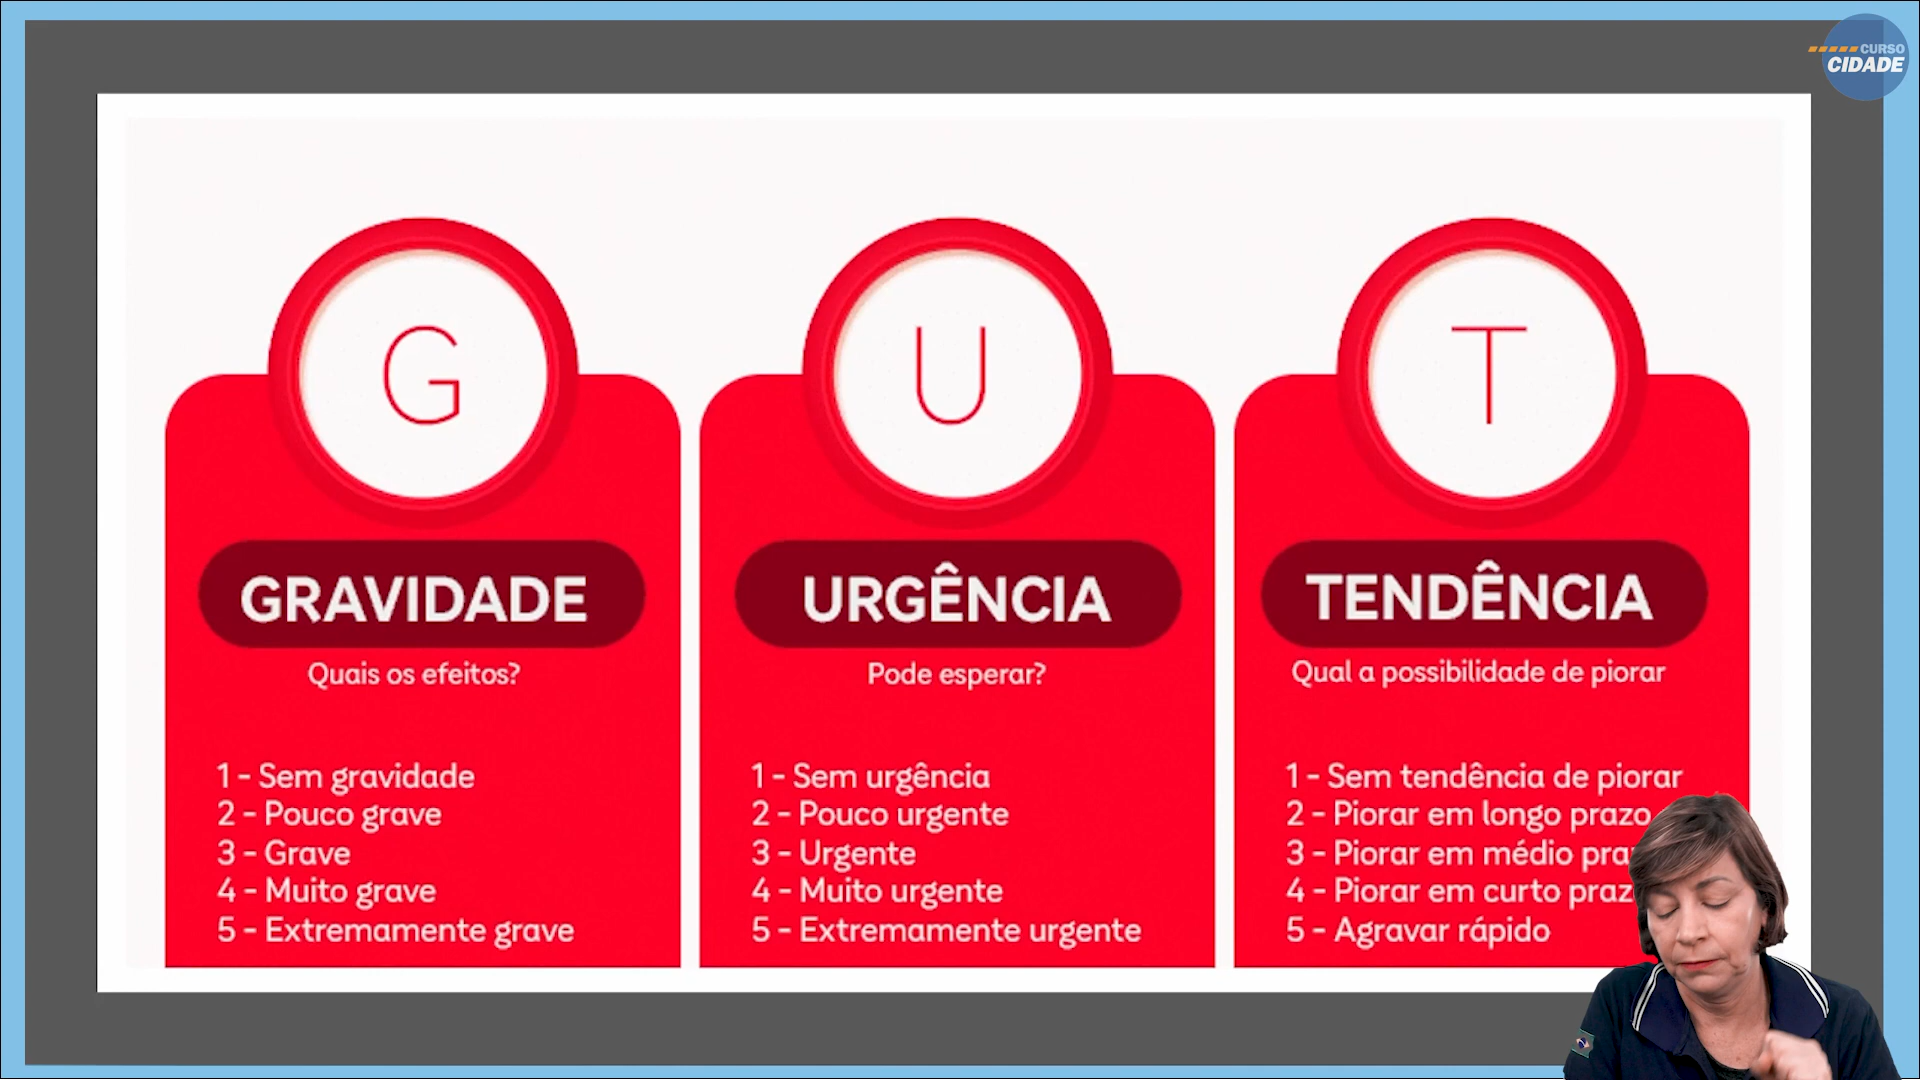 CURSO
CIDADE
G
GRAVIDADE
Quais os efeitos?
1 - Sem gravidade
2 - Pouco grave
3 - Grave
4 - Muito grave
5 - Extremamente grave
U
URGÊNCIA
Pode esperar?
1 - Sem urgência
2 - Pouco urgente
3 - Urgente
4 - Muito urgente
5 - Extremamente urgente
T
TENDÊNCIA
Qual a possibilidade de piorar
1 - Sem tendência de piorar
2 - Piorar em longo prazo
3 - Piorar em médio
4 - Piorar em curto
5 - Agravar rápido